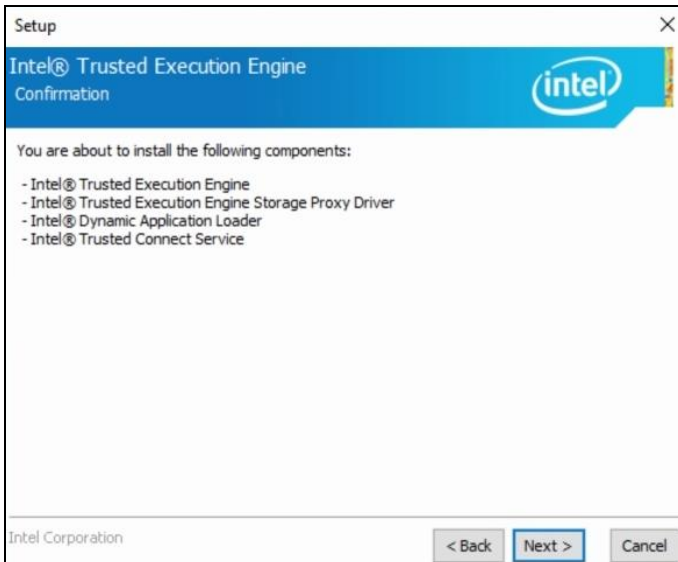 Setup
Intel® Trusted Execution Engine
Confirmation
intel
You are about to install the following components:
- Intel® Trusted Execution Engine
- Intel® Trusted Execution Engine Storage Proxy Driver
- Intel® Dynamic Application Loader
- Intel® Trusted Connect Service
Intel Corporation
< Back Next > Cancel